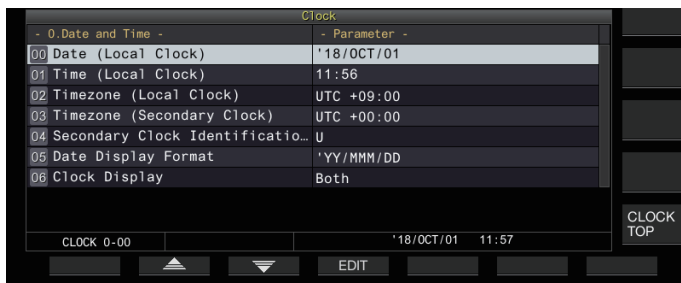 Clock
- 0.Date and Time - - Parameter -
00 Date (Local Clock) '18/OCT/01
01 Time (Local Clock) 11:56
02 Timezone (Local Clock) UTC +09:00
03 Timezone (Secondary Clock) UTC +00:00
04 Secondary Clock Identificatio… U
05 Date Display Format 'YY/MMM/DD
06 Clock Display Both
CLOCK TOP
CLOCK 0-00 '18/OCT/01 11:57
EDIT